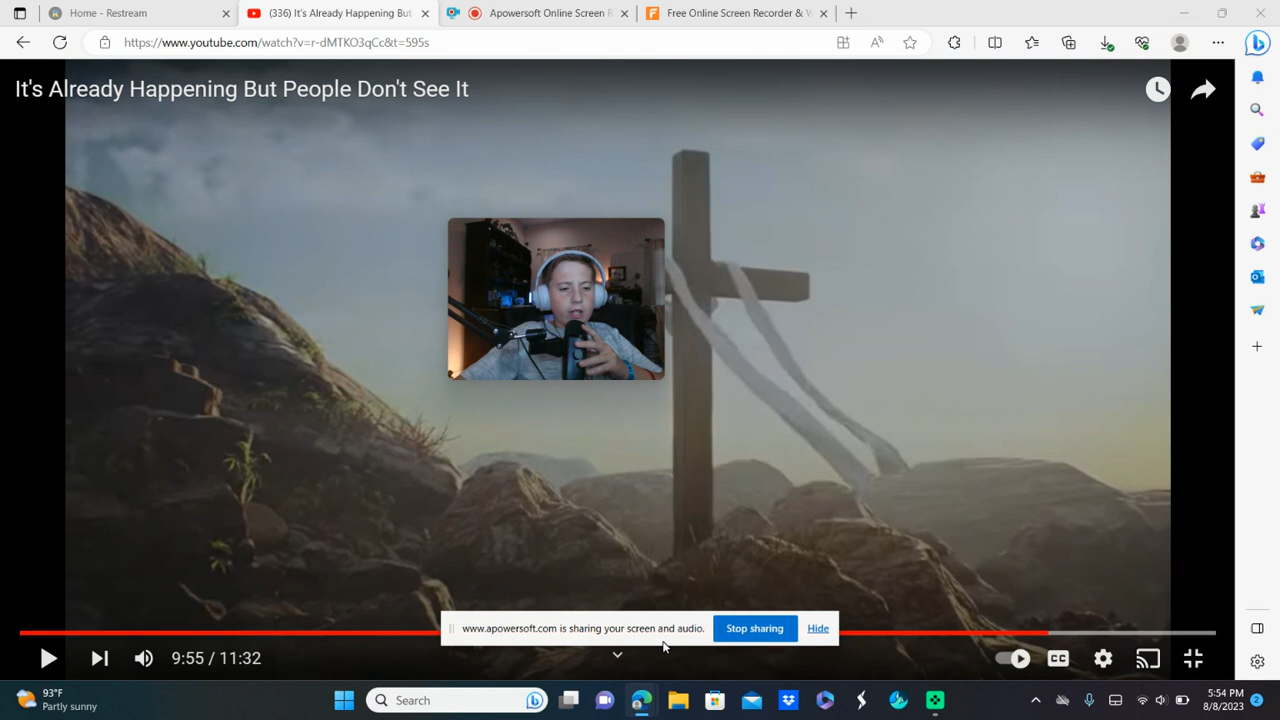 Home - Restream
(336) It's Already Happening But
Apowersoft Online Screen R
Free Online Screen Recorder & W
https://www.youtube.com/watch?v=r-dMTKO3qCc&t=595s
It's Already Happening But People Don't See It
www.apowersoft.com is sharing your screen and audio.
Stop sharing
Hide
9:55 / 11:32
CC
93°F
Partly sunny
Search
5:54 PM
8/8/2023
2